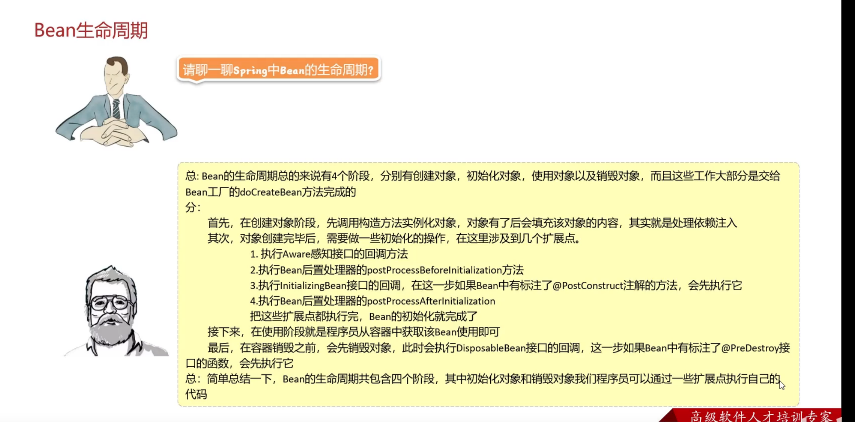 Bean生命周期
请聊一聊Spring中Bean的生命周期?
总: Bean的生命周期总的来说有4个阶段，分别有创建对象，初始化对象，使用对象以及销毁对象，而且这些工作大部分是交给
Bean工厂的doCreateBean方法完成的
分：
首先，在创建对象阶段，先调用构造方法实例化对象，对象有了后会填充该对象的内容，其实就是处理依赖注入
其次，对象创建完毕后，需要做一些初始化的操作，在这里涉及到几个扩展点。
1. 执行Aware感知接口的回调方法
2.执行Bean后置处理器的postProcessBeforeInitialization方法
3.执行InitializingBean接口的回调，在这一步如果Bean中有标注了@PostConstruct注解的方法，会先执行它
4.执行Bean后置处理器的postProcessAfterInitialization
把这些扩展点都执行完，Bean的初始化就完成了
接下来，在使用阶段就是程序员从容器中获取该Bean使用即可
最后，在容器销毁之前，会先销毁对象，此时会执行DisposableBean接口的回调，这一步如果Bean中有标注了@PreDestroy接
口的函数，会先执行它
总：简单总结一下，Bean的生命周期共包含四个阶段，其中初始化对象和销毁对象我们程序员可以通过一些扩展点执行自己的
代码
高级软件人才培训专家